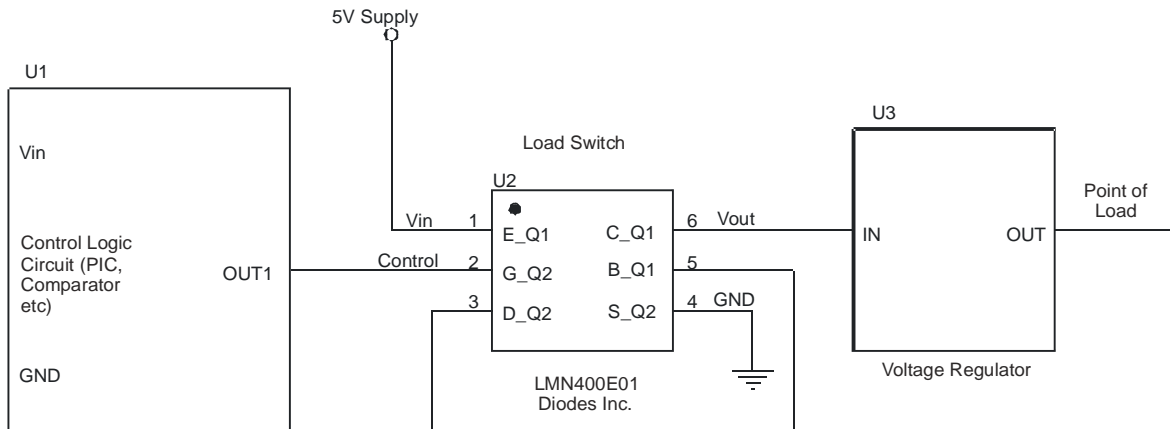 5V Supply
U1
Vin
Control Logic
Circuit (PIC,
Comparator
etc)
OUT1
GND
Load Switch
U2
Vin
1
E_Q1
C_Q1
6
Vout
Control
2
G_Q2
B_Q1
5
3
D_Q2
S_Q2
4
GND
LMN400E01
Diodes Inc.
U3
IN
OUT
Voltage Regulator
Point of
Load